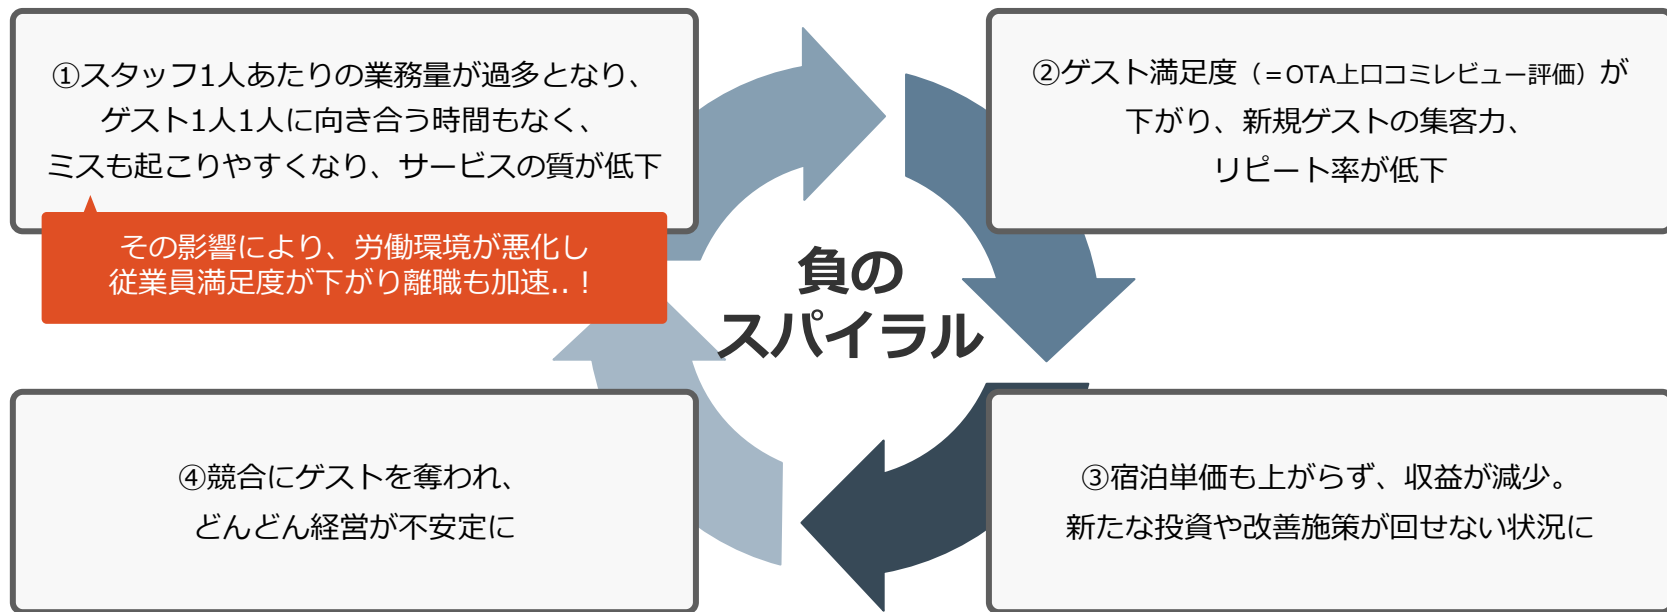 ①スタッフ1人あたりの業務量が過多となり、
ゲスト1人1人に向き合う時間もなく、
ミスも起こりやすくなり、サービスの質が低下
その影響により、労働環境が悪化し
従業員満足度が下がり離職も加速..！
②ゲスト満足度（＝OTA上口コミレビュー評価）が
下がり、新規ゲストの集客力、
リピート率が低下
負の
スパイラル
③宿泊単価も上がらず、収益が減少。
新たな投資や改善施策が回せない状況に
④競合にゲストを奪われ、
どんどん経営が不安定に